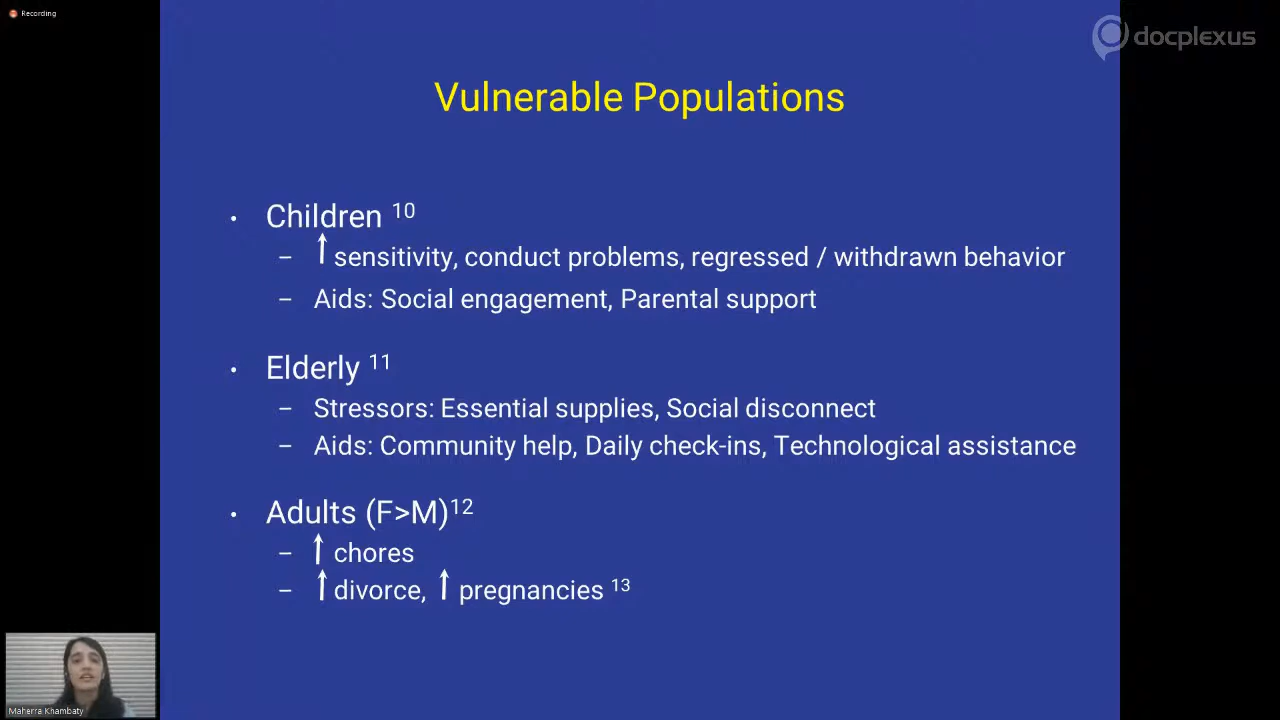 Recording
docplexus
Vulnerable Populations
• Children 10
– ↑ sensitivity, conduct problems, regressed / withdrawn behavior
– Aids: Social engagement, Parental support
• Elderly 11
– Stressors: Essential supplies, Social disconnect
– Aids: Community help, Daily check-ins, Technological assistance
• Adults (F>M)12
– ↑ chores
– ↑ divorce, ↑ pregnancies 13
Maherra Khambaty